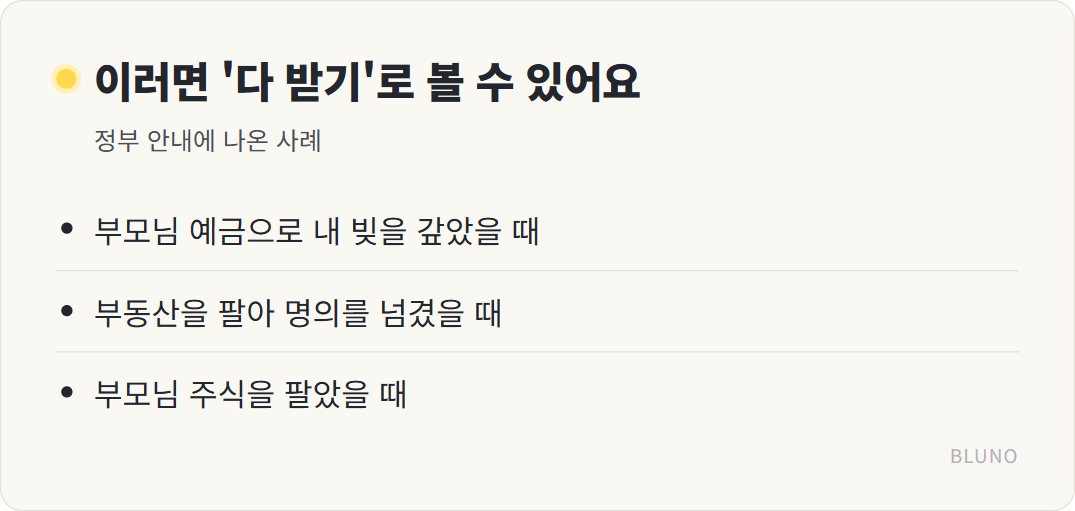 이러면 '다 받기'로 볼 수 있어요
정부 안내에 나온 사례
• 부모님 예금으로 내 빚을 갚았을 때
• 부동산을 팔아 명의를 넘겼을 때
• 부모님 주식을 팔았을 때
BLUNO